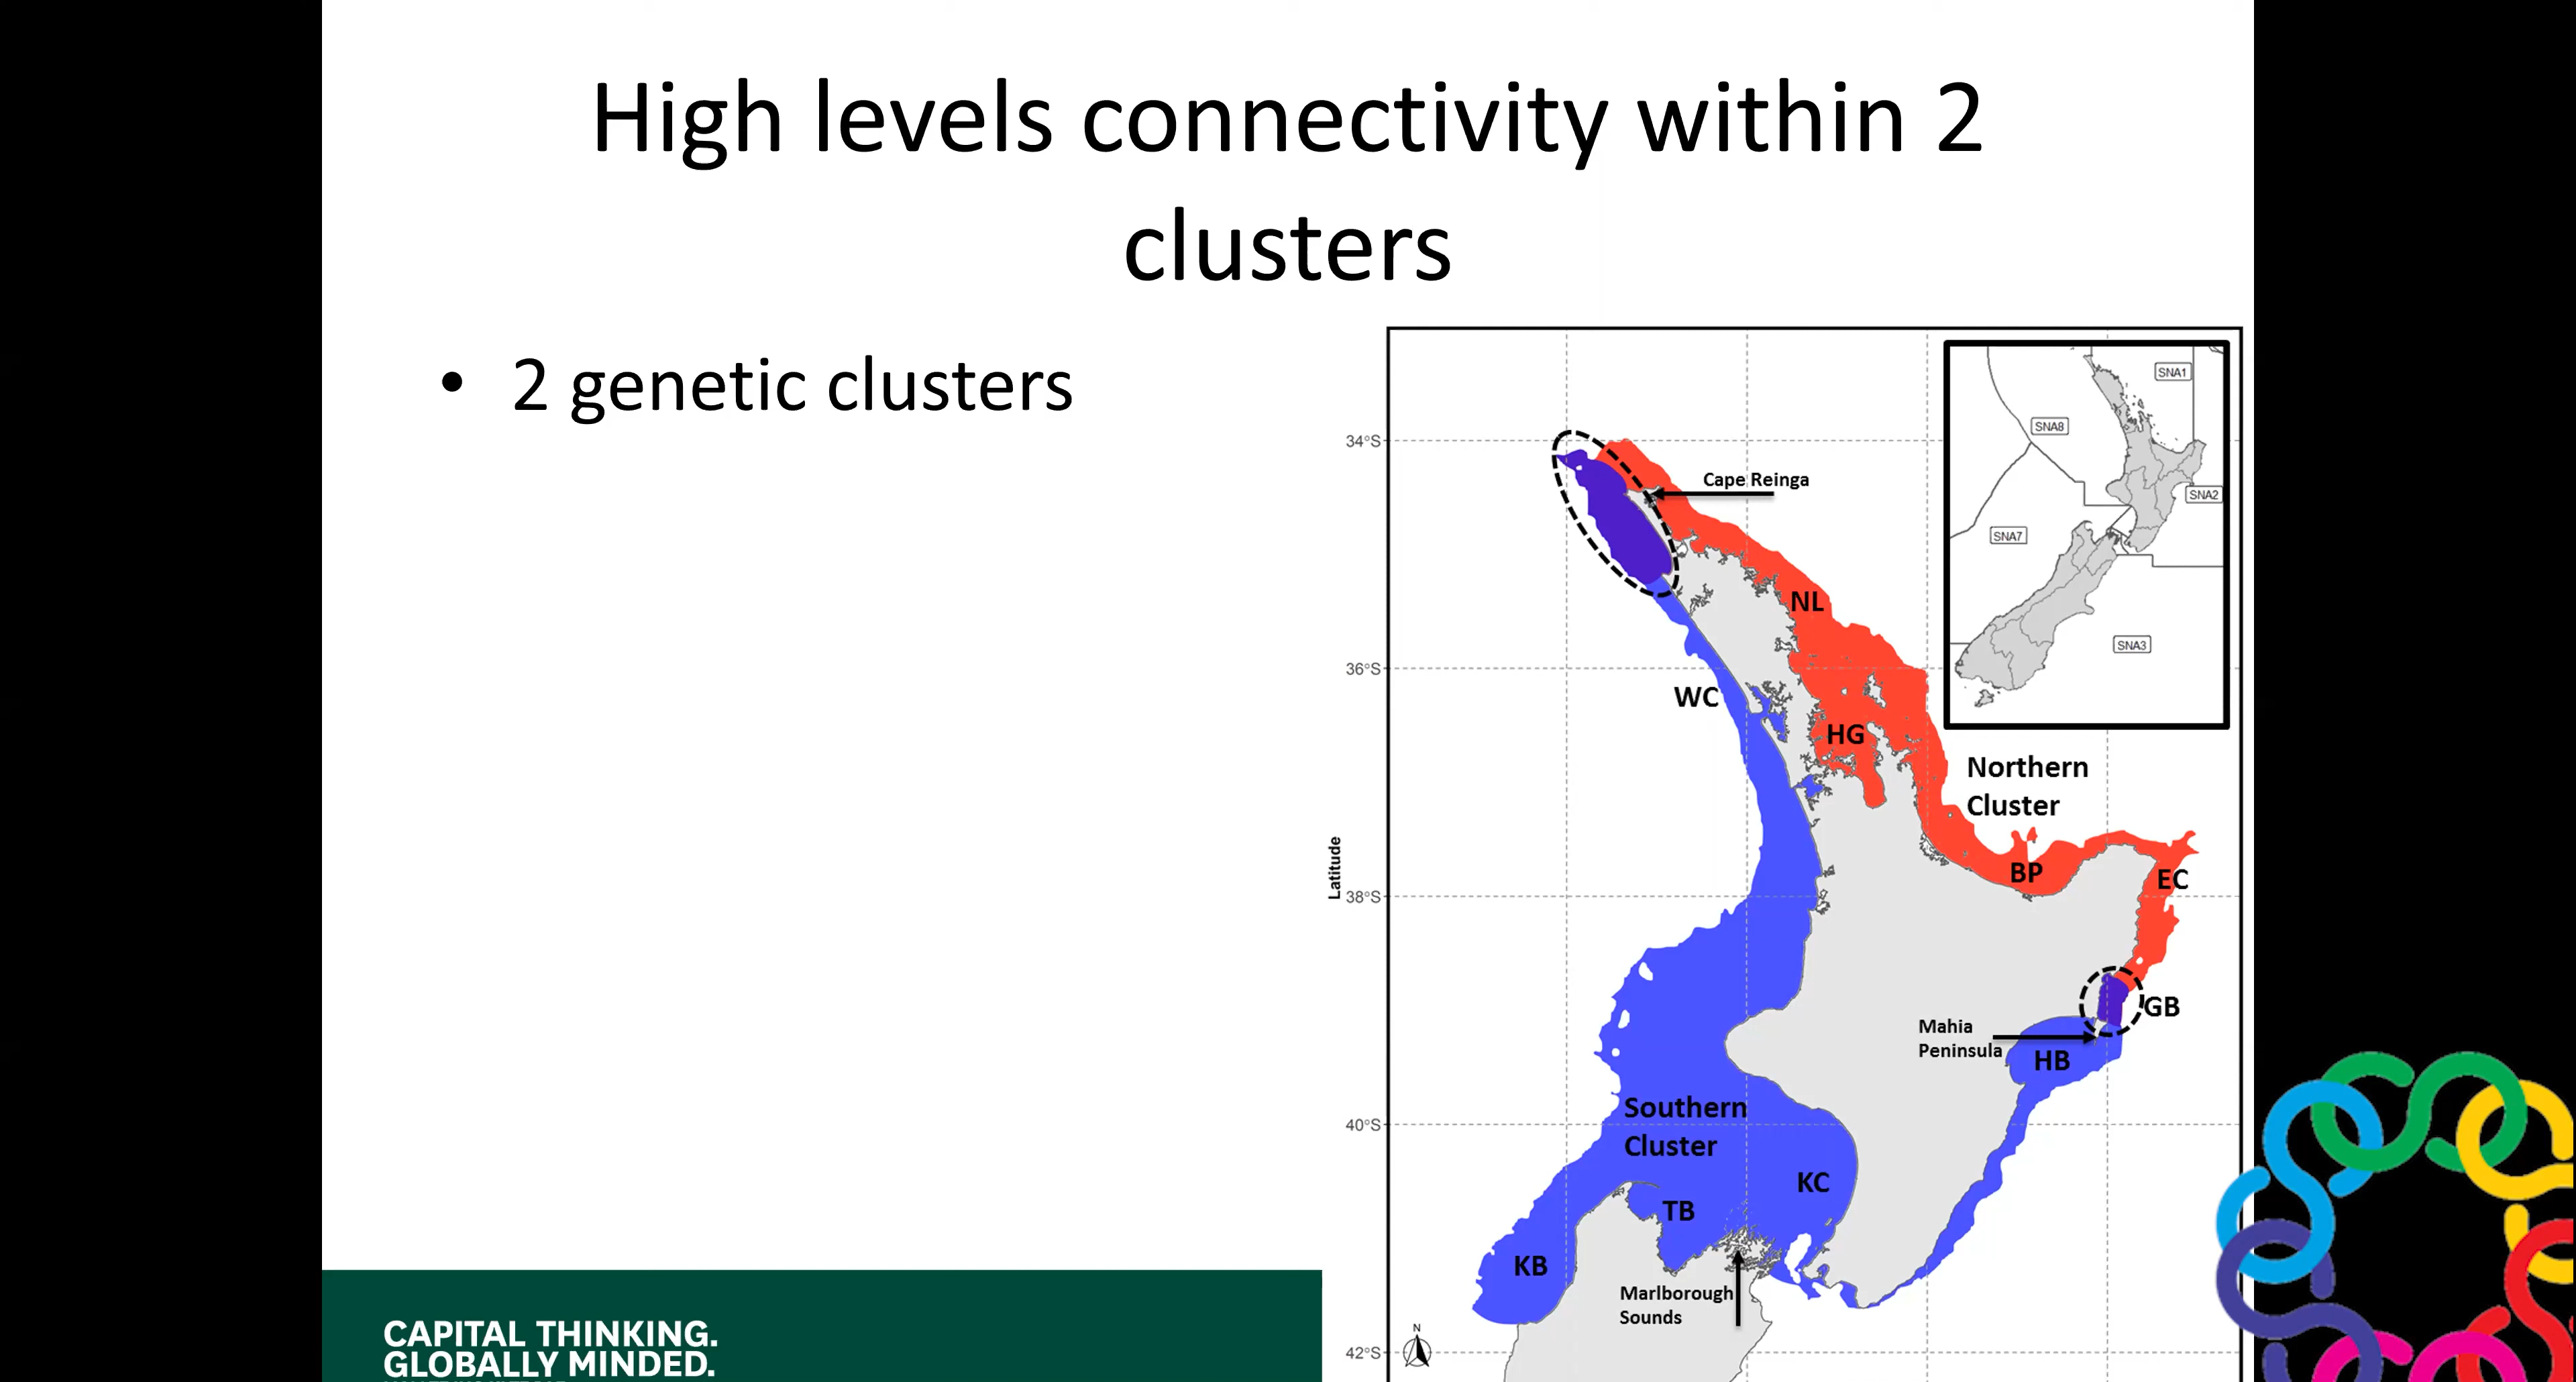 High levels connectivity within 2
clusters
• 2 genetic clusters
SNA1
SNA8
SNA2
SNA7
SNA3
34°S
Cape Reinga
NL
36°S
WC
HG
Northern
Cluster
Latitude
38°S
BP
EC
GB
Mahia
Peninsula
HB
Southern
Cluster
40°S
KC
TB
KB
Marlborough
Sounds
N
42°S
CAPITAL THINKING.
GLOBALLY MINDED.